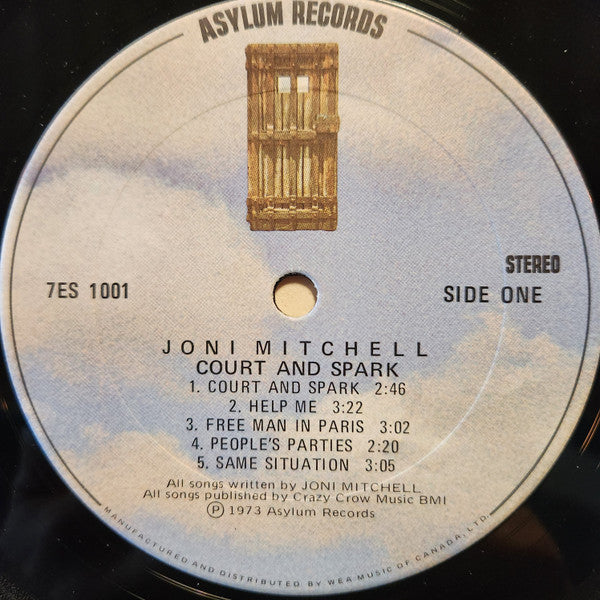 ASYLUM RECORDS
STEREO
7ES 1001
SIDE ONE
JONI MITCHELL
COURT AND SPARK
1. COURT AND SPARK 2:46
2. HELP ME 3:22
3. FREE MAN IN PARIS 3:02
4. PEOPLE'S PARTIES 2:20
5. SAME SITUATION 3:05
All songs written by JONI MITCHELL
All songs published by Crazy Crow Music BMI
Ⓟ 1973 Asylum Records
MANUFACTURED AND DISTRIBUTED BY WEA MUSIC OF CANADA, LTD.